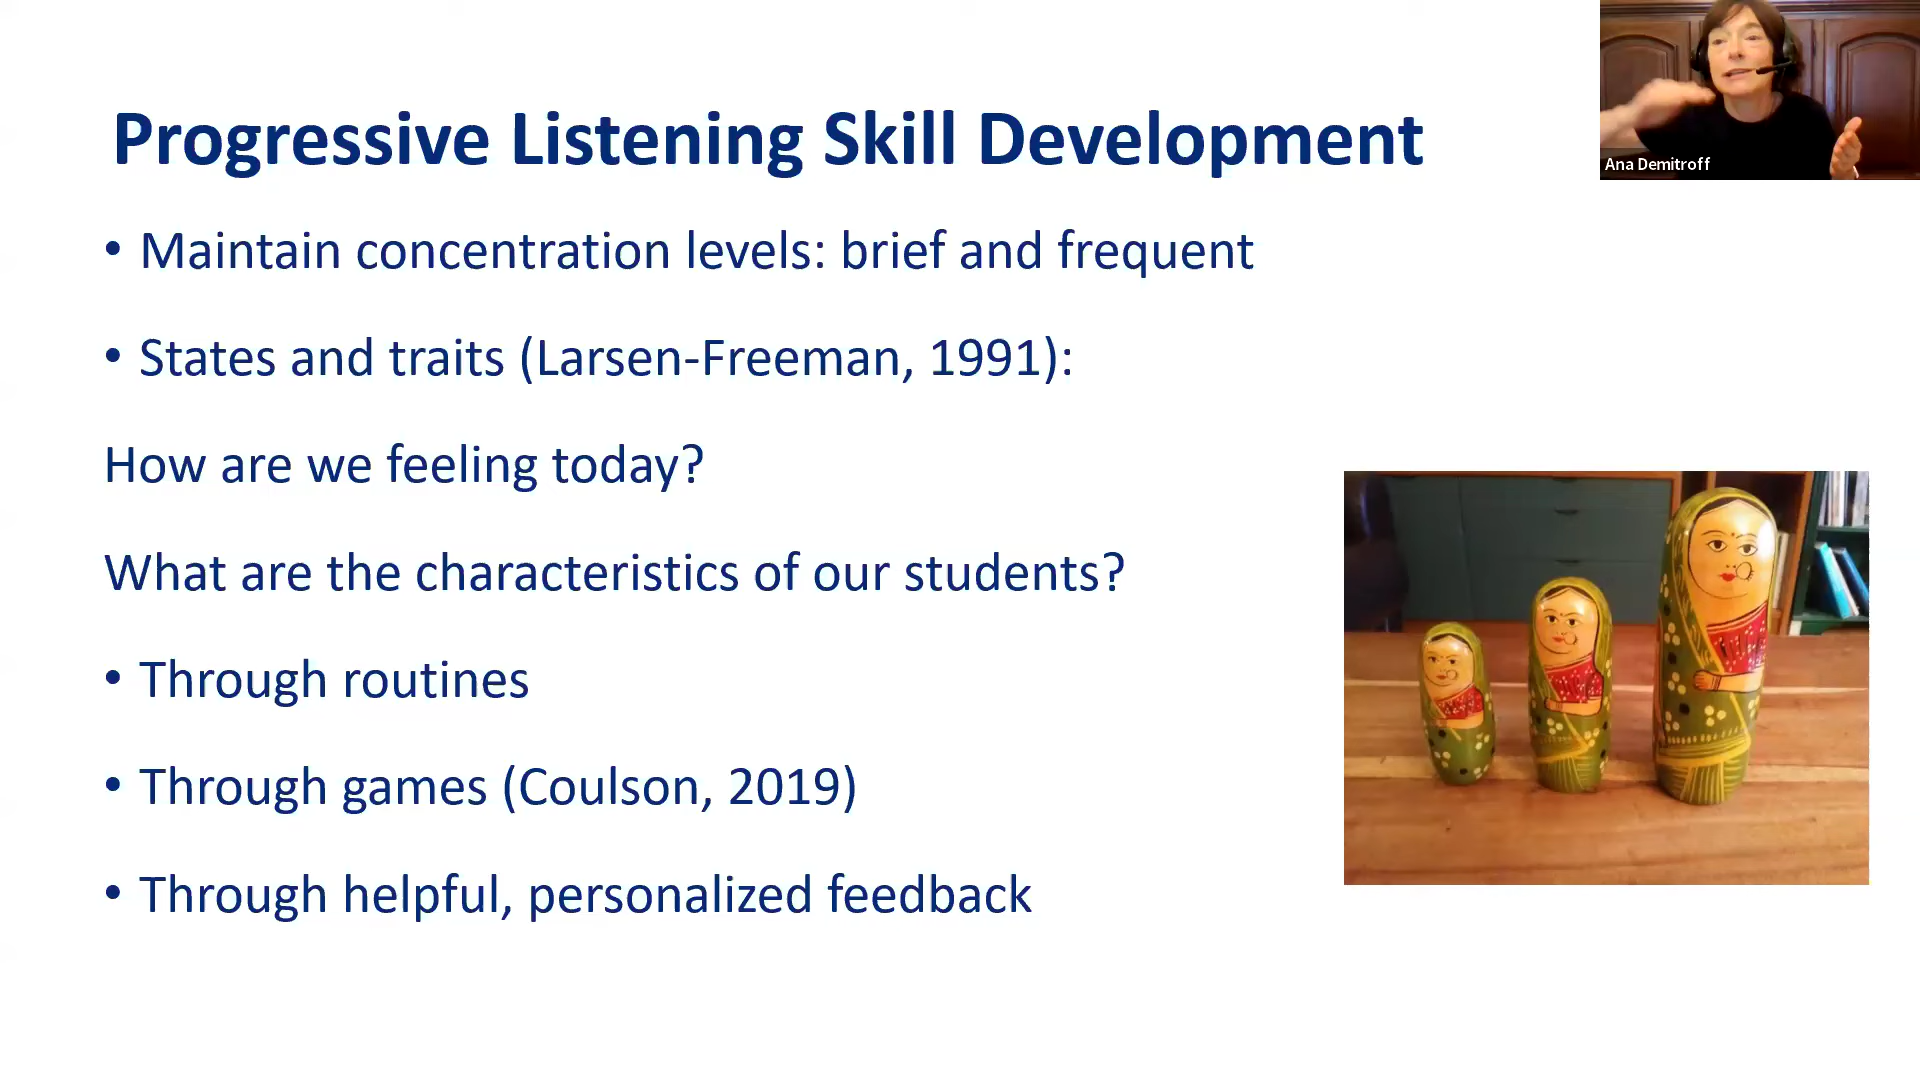 Progressive Listening Skill Development
Ana Demitroff
• Maintain concentration levels: brief and frequent
• States and traits (Larsen-Freeman, 1991):
How are we feeling today?
What are the characteristics of our students?
• Through routines
• Through games (Coulson, 2019)
• Through helpful, personalized feedback